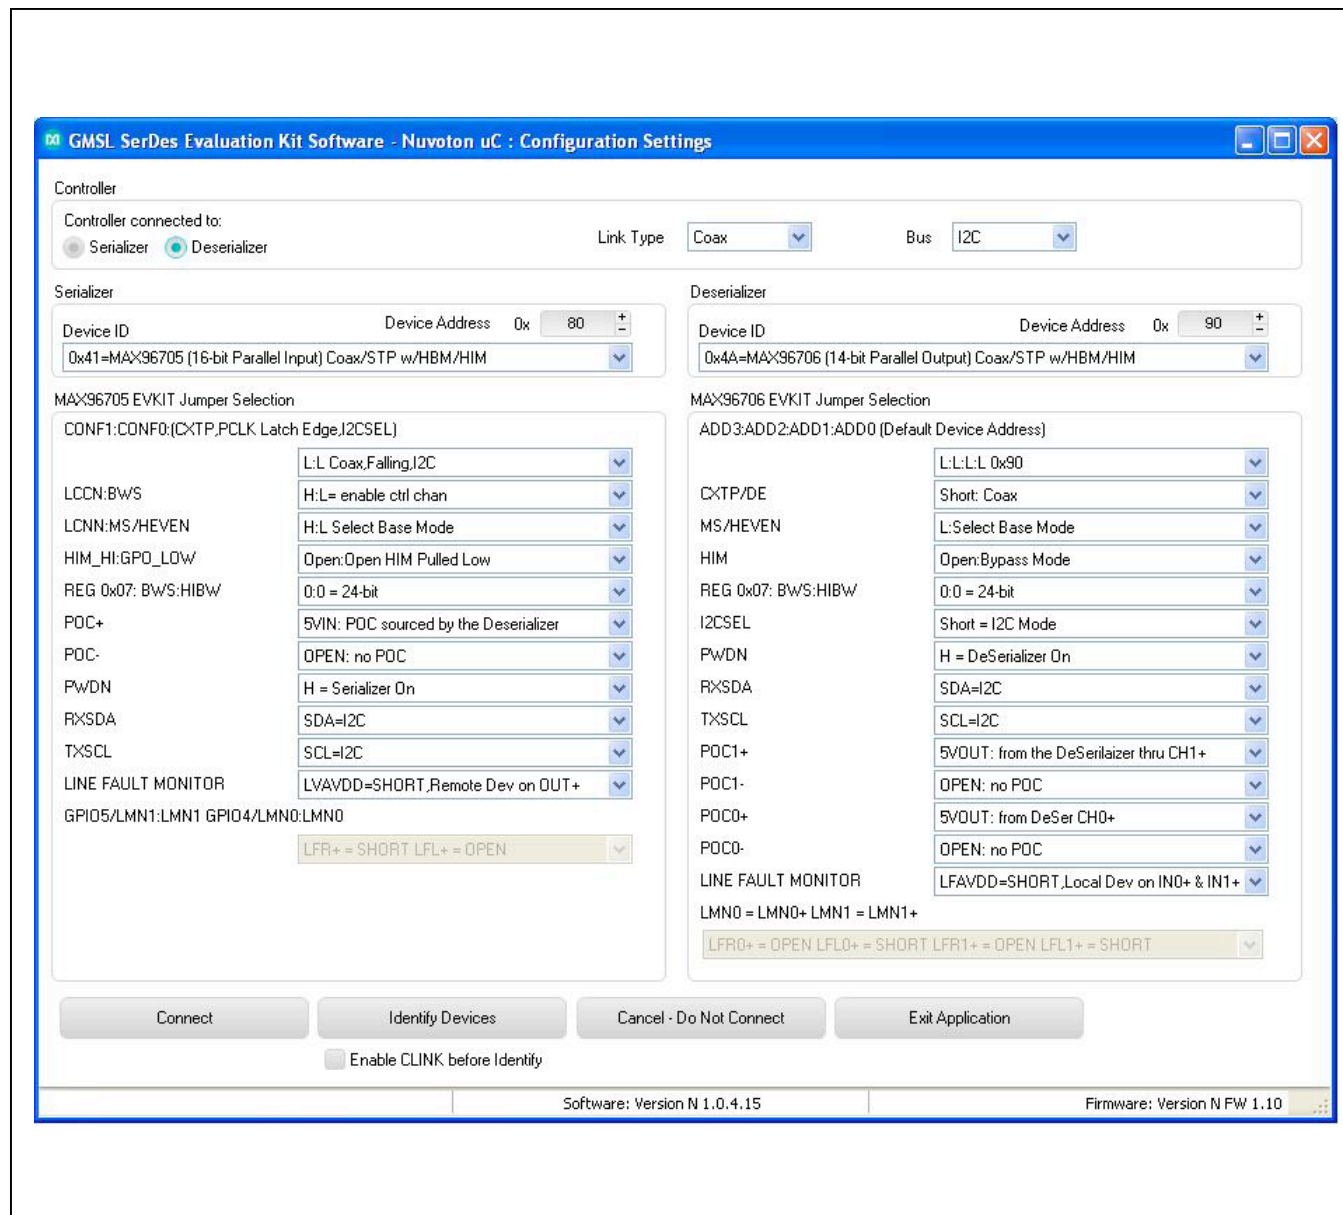 GMSL SerDes Evaluation Kit Software - Nuvoton uC : Configuration Settings
Controller
Controller connected to:
Serializer Deserializer
Link Type Coax
Bus I2C
Serializer
Device ID
Device Address 0x 80 + -
0x41=MAX96705 (16-bit Parallel Input) Coax/STP w/HBM/HIM
Deserializer
Device ID
Device Address 0x 90 + -
0x4A=MAX96706 (14-bit Parallel Output) Coax/STP w/HBM/HIM
MAX96705 EVKIT Jumper Selection
CONF1:CONF0:(CXTP,PCLK Latch Edge,I2CSEL)
L:L Coax,Falling,I2C
LCCN:BWS H:L= enable ctrl chan
LCNN:MS/HEVEN H:L Select Base Mode
HIM_HI:GPO_LOW Open:Open HIM Pulled Low
REG 0x07: BWS:HIBW 0:0 = 24-bit
POC+ 5VIN: POC sourced by the Deserializer
POC- OPEN: no POC
PWDN H = Serializer On
RXSDA SDA=I2C
TXSCL SCL=I2C
LINE FAULT MONITOR LVAVDD=SHORT,Remote Dev on OUT+
GPIO5/LMN1:LMN1 GPIO4/LMN0:LMN0
LFR+ = SHORT LFL+ = OPEN
MAX96706 EVKIT Jumper Selection
ADD3:ADD2:ADD1:ADD0 (Default Device Address)
L:L:L:L 0x90
CXTP/DE Short: Coax
MS/HEVEN L:Select Base Mode
HIM Open:Bypass Mode
REG 0x07: BWS:HIBW 0:0 = 24-bit
I2CSEL Short = I2C Mode
PWDN H = DeSerializer On
RXSDA SDA=I2C
TXSCL SCL=I2C
POC1+ 5VOUT: from the DeSerilaizer thru CH1+
POC1- OPEN: no POC
POC0+ 5VOUT: from DeSer CH0+
POC0- OPEN: no POC
LINE FAULT MONITOR LFAVDD=SHORT,Local Dev on IN0+ & IN1+
LMN0 = LMN0+ LMN1 = LMN1+
LFR0+ = OPEN LFL0+ = SHORT LFR1+ = OPEN LFL1+ = SHORT
Connect Identify Devices Cancel - Do Not Connect Exit Application
Enable CLINK before Identify
Software: Version N 1.0.4.15 Firmware: Version N FW 1.10